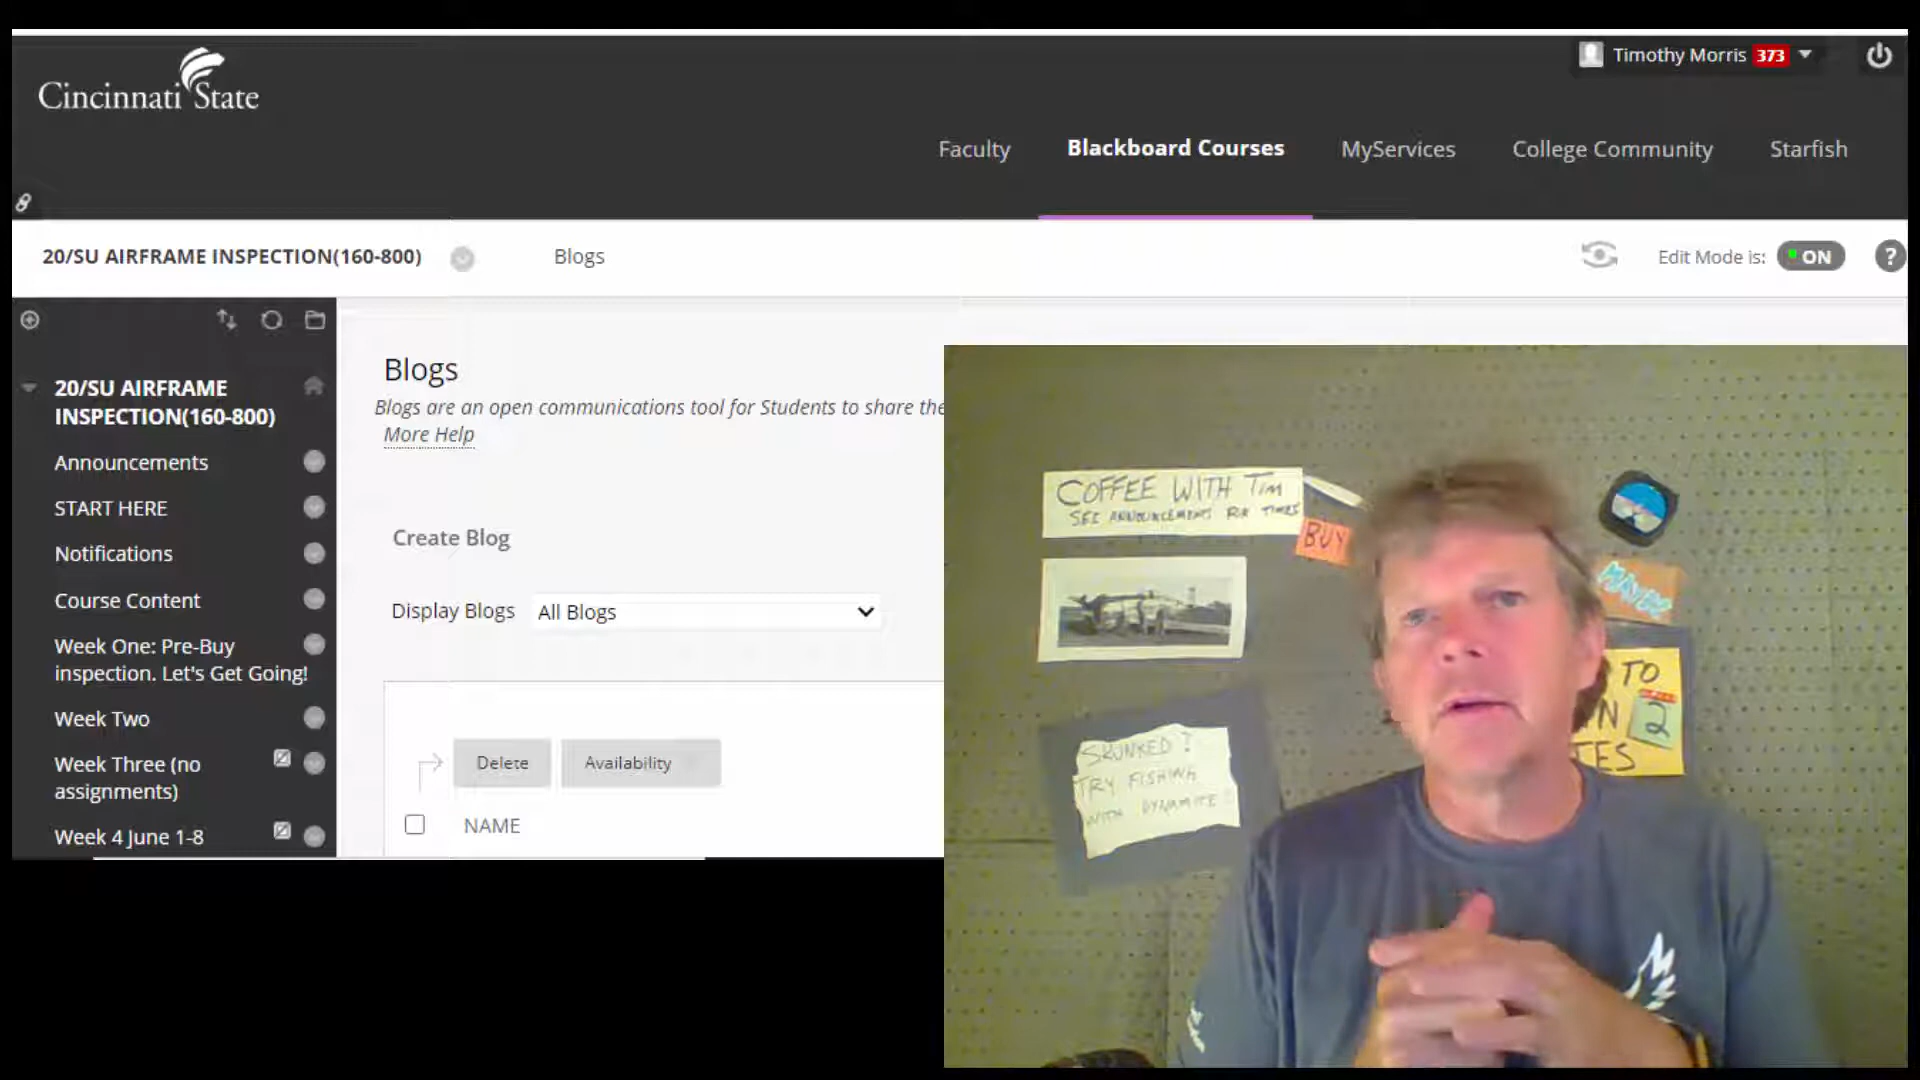 Cincinnati State
Timothy Morris 373
Faculty
Blackboard Courses
MyServices
College Community
Starfish
20/SU AIRFRAME INSPECTION(160-800)
Blogs
Edit Mode is:
ON
?
20/SU AIRFRAME
INSPECTION(160-800)
Announcements
START HERE
Notifications
Course Content
Week One: Pre-Buy
inspection. Let's Get Going!
Week Two
Week Three (no
assignments)
Week 4 June 1-8
Blogs
Blogs are an open communications tool for Students to share the
More Help
Create Blog
Display Blogs
All Blogs
Delete
Availability
NAME
COFFEE WITH TIM
SEE ANNOUNCEMENTS FOR TIMES
BUY
MAYBE
TO
2
SKUNKED?
TRY FISHING
WITH DYNAMITE!